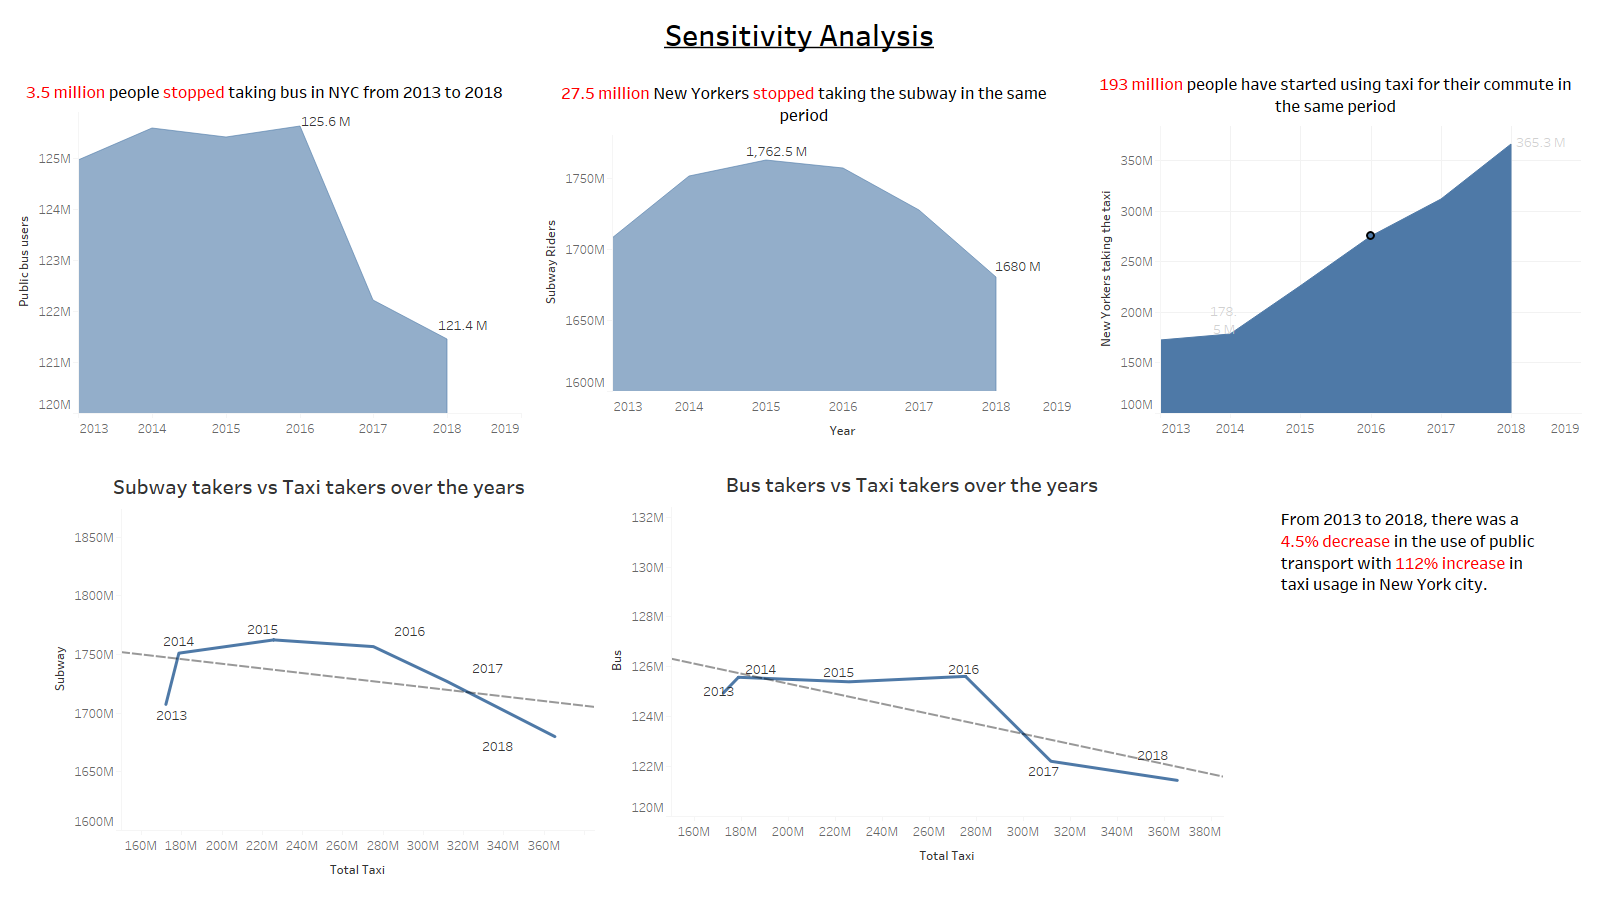 Sensitivity Analysis
3.5 million people stopped taking bus in NYC from 2013 to 2018
27.5 million New Yorkers stopped taking the subway in the same
period
193 million people have started using taxi for their commute in
the same period
Public bus users
125M
124M
123M
122M
121M
120M
125.6 M
121.4 M
2013 2014 2015 2016 2017 2018 2019
Subway Riders
1750M
1700M
1650M
1600M
1,762.5 M
1680 M
2013 2014 2015 2016 2017 2018 2019
Year
New Yorkers taking the taxi
350M
300M
250M
200M
150M
100M
365.3 M
178.
5 M
2013 2014 2015 2016 2017 2018 2019
Subway takers vs Taxi takers over the years
Subway
1850M
1800M
1750M
1700M
1650M
1600M
2013
2014
2015
2016
2017
2018
160M 180M 200M 220M 240M 260M 280M 300M 320M 340M 360M
Total Taxi
Bus takers vs Taxi takers over the years
Bus
132M
130M
128M
126M
124M
122M
120M
2013
2014
2015
2016
2017
2018
160M 180M 200M 220M 240M 260M 280M 300M 320M 340M 360M 380M
Total Taxi
From 2013 to 2018, there was a
4.5% decrease in the use of public
transport with 112% increase in
taxi usage in New York city.